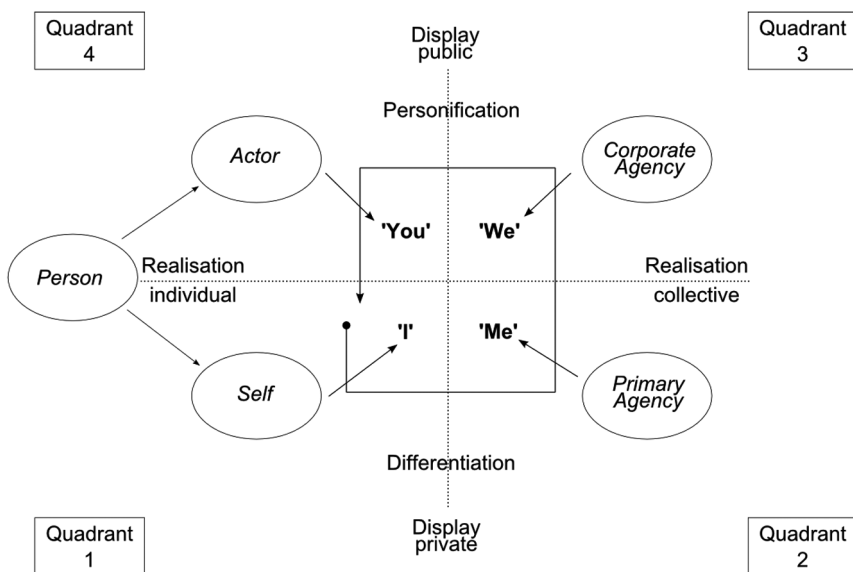 Quadrant
4
Display
public
Quadrant
3
Personification
Actor
Corporate
Agency
'You'
'We'
Person
Realisation
individual
Realisation
collective
'I'
'Me'
Self
Primary
Agency
Differentiation
Quadrant
1
Display
private
Quadrant
2